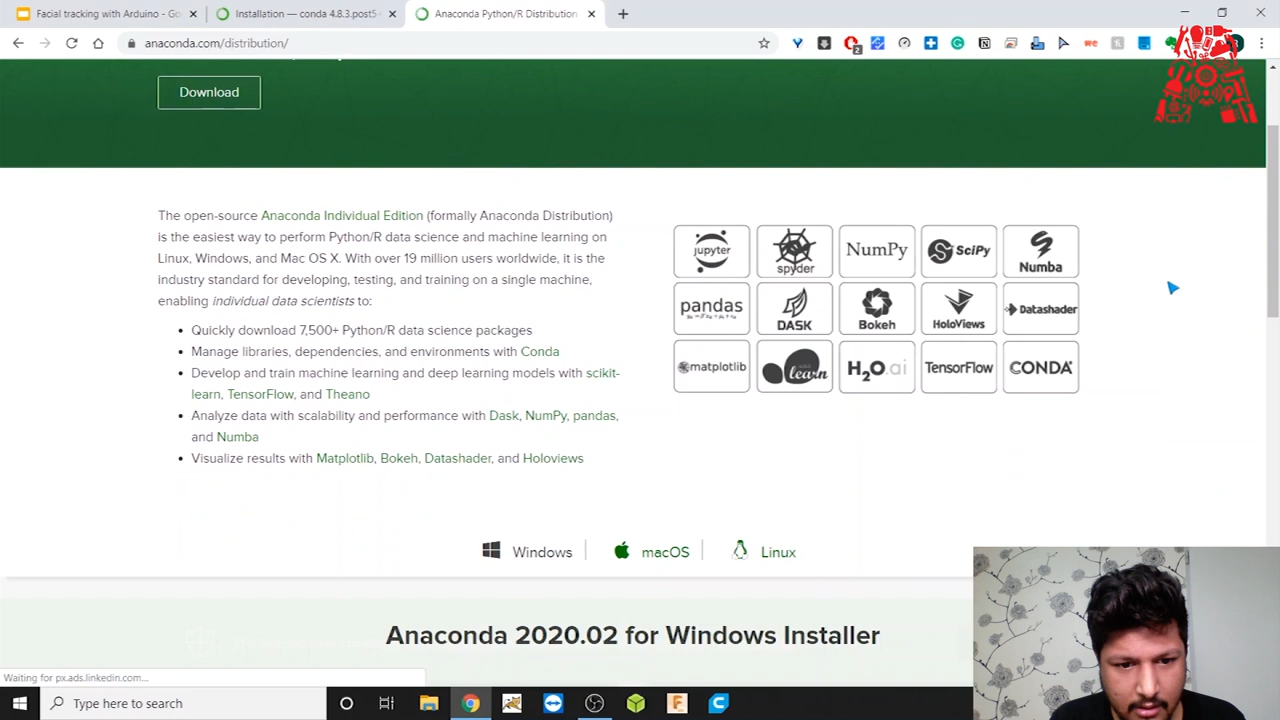 Facial tracking with Arduino - Go
Installation — conda 4.8.3.post5
Anaconda Python/R Distribution
anaconda.com/distribution/
2
Download
The open-source Anaconda Individual Edition (formally Anaconda Distribution)
is the easiest way to perform Python/R data science and machine learning on
Linux, Windows, and Mac OS X. With over 19 million users worldwide, it is the
industry standard for developing, testing, and training on a single machine,
enabling individual data scientists to:
• Quickly download 7,500+ Python/R data science packages
• Manage libraries, dependencies, and environments with Conda
• Develop and train machine learning and deep learning models with scikit-
learn, TensorFlow, and Theano
• Analyze data with scalability and performance with Dask, NumPy, pandas,
and Numba
• Visualize results with Matplotlib, Bokeh, Datashader, and Holoviews
jupyter spyder NumPy SciPy Numba
pandas DASK Bokeh HoloViews Datashader
matplotlib learn H2O.ai TensorFlow CONDA
Windows macOS Linux
Anaconda 2020.02 for Windows Installer
Waiting for px.ads.linkedin.com...
Type here to search